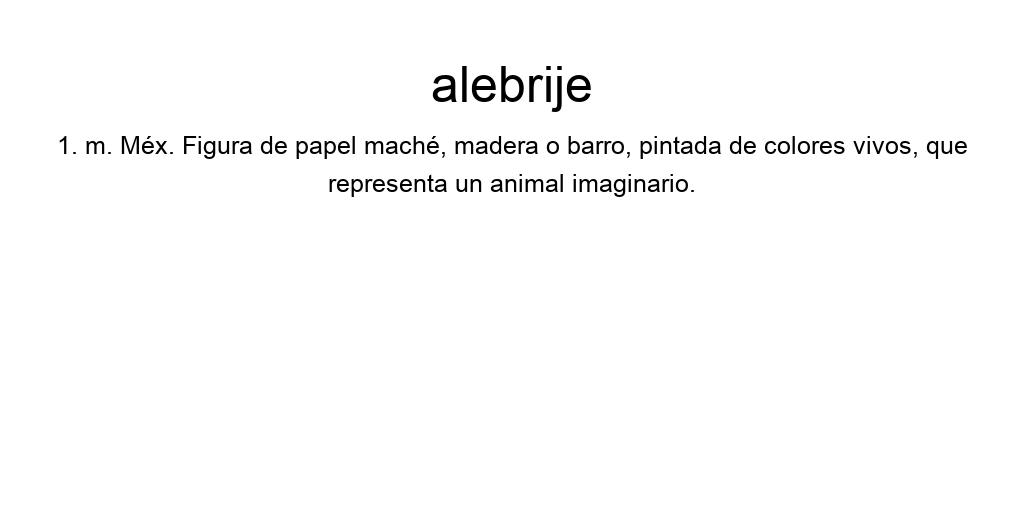 alebrije
1. m. Méx. Figura de papel maché, madera o barro, pintada de colores vivos, que
representa un animal imaginario.